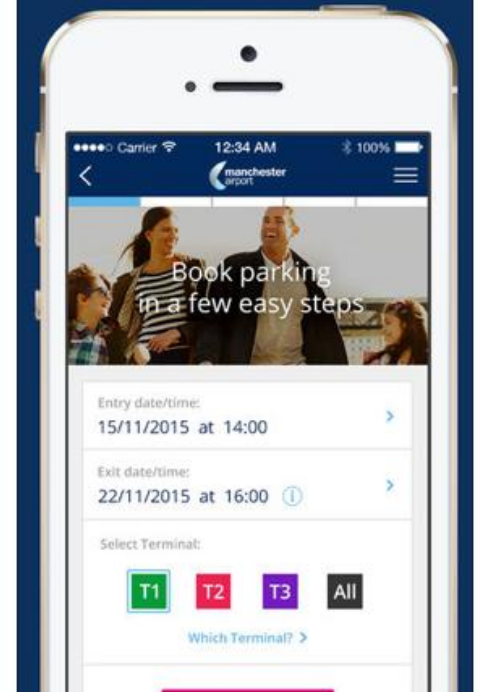 Carrier 12:34 AM 100%
manchester
airport
Book parking
in a few easy steps
Entry date/time:
15/11/2015 at 14:00
>
Exit date/time:
22/11/2015 at 16:00 i
>
Select Terminal:
T1 T2 T3 All
Which Terminal? >